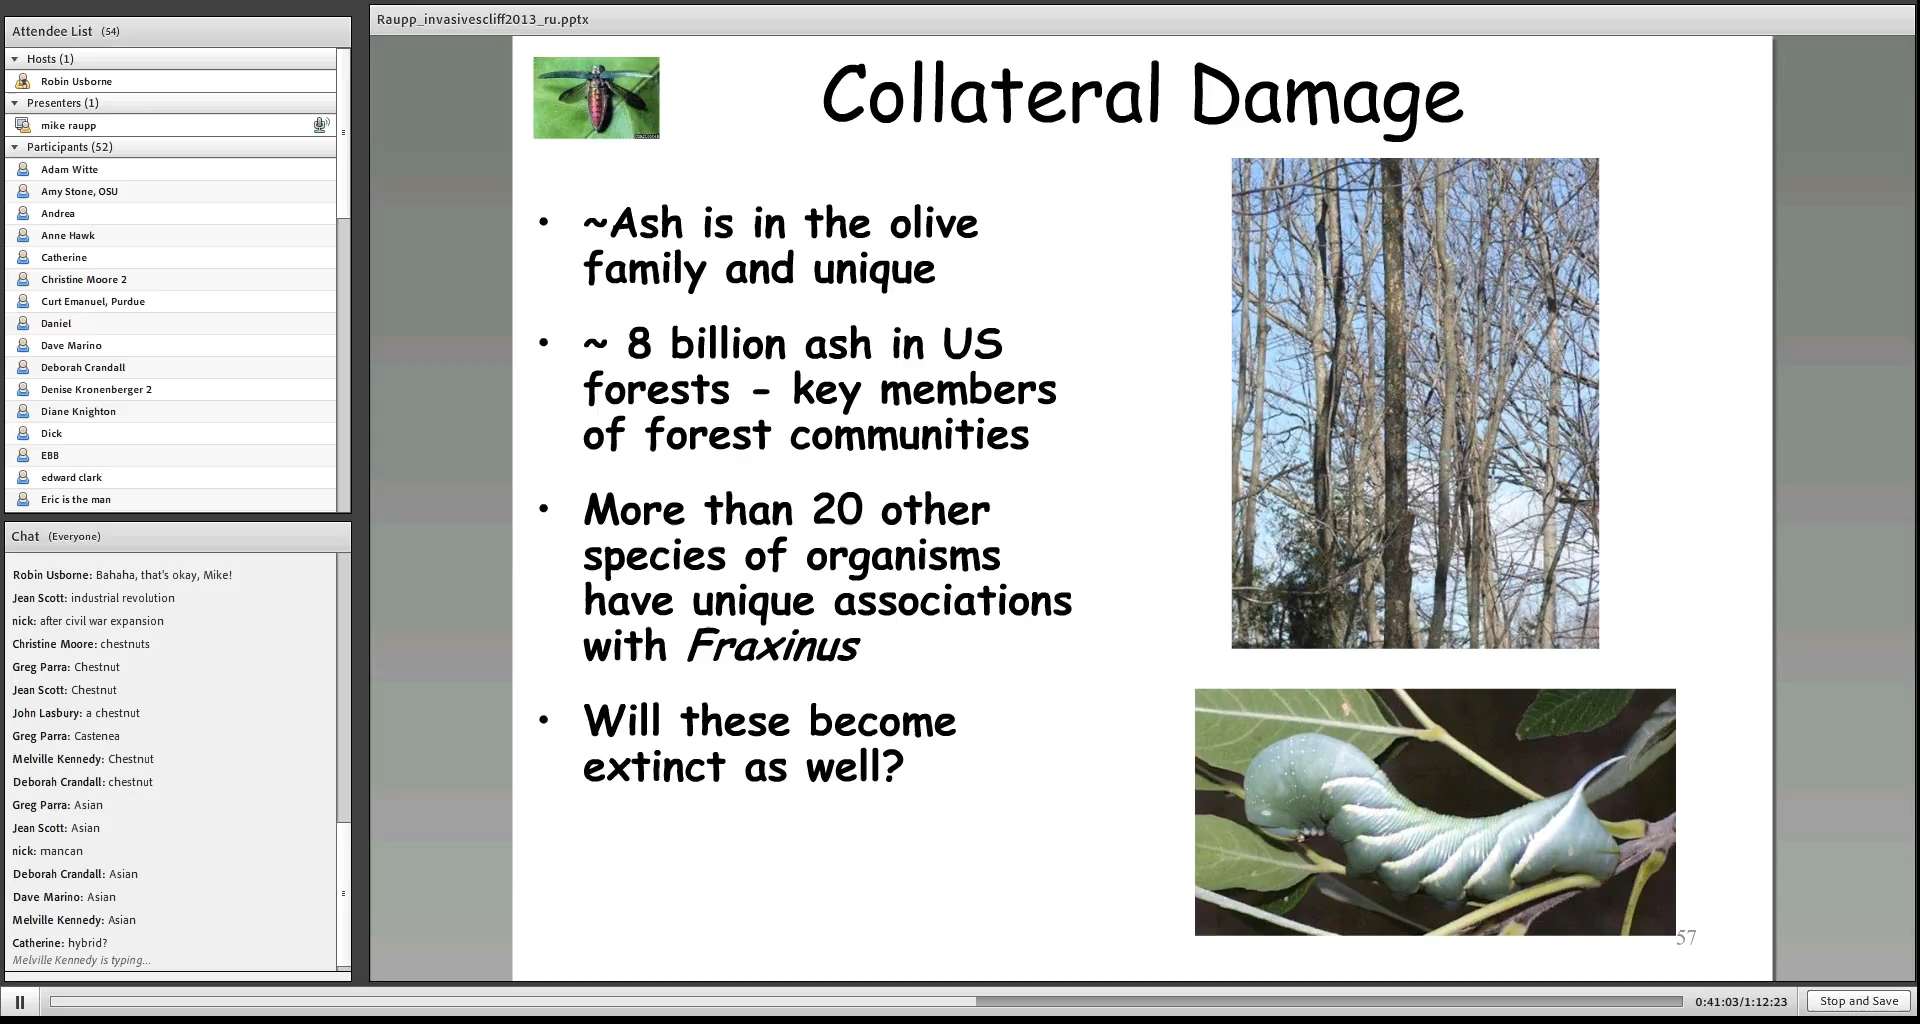 Attendee List (54)
Hosts (1)
Robin Usborne
Presenters (1)
mike raupp
Participants (52)
Adam Witte
Amy Stone, OSU
Andrea
Anne Hawk
Catherine
Christine Moore 2
Curt Emanuel, Purdue
Daniel
Dave Marino
Deborah Crandall
Denise Kronenberger 2
Diane Knighton
Dick
EBB
edward clark
Eric is the man
Chat (Everyone)
Robin Usborne: Bahaha, that's okay, Mike!
Jean Scott: industrial revolution
nick: after civil war expansion
Christine Moore: chestnuts
Greg Parra: Chestnut
Jean Scott: Chestnut
John Lasbury: a chestnut
Greg Parra: Castenea
Melville Kennedy: Chestnut
Deborah Crandall: chestnut
Greg Parra: Asian
Jean Scott: Asian
nick: mancan
Deborah Crandall: Asian
Dave Marino: Asian
Melville Kennedy: Asian
Catherine: hybrid?
Melville Kennedy is typing...
Raupp_invasivescliff2013_ru.pptx
Collateral Damage
• ~Ash is in the olive
family and unique
• ~ 8 billion ash in US
forests - key members
of forest communities
• More than 20 other
species of organisms
have unique associations
with Fraxinus
• Will these become
extinct as well?
57
0:41:03/1:12:23
Stop and Save